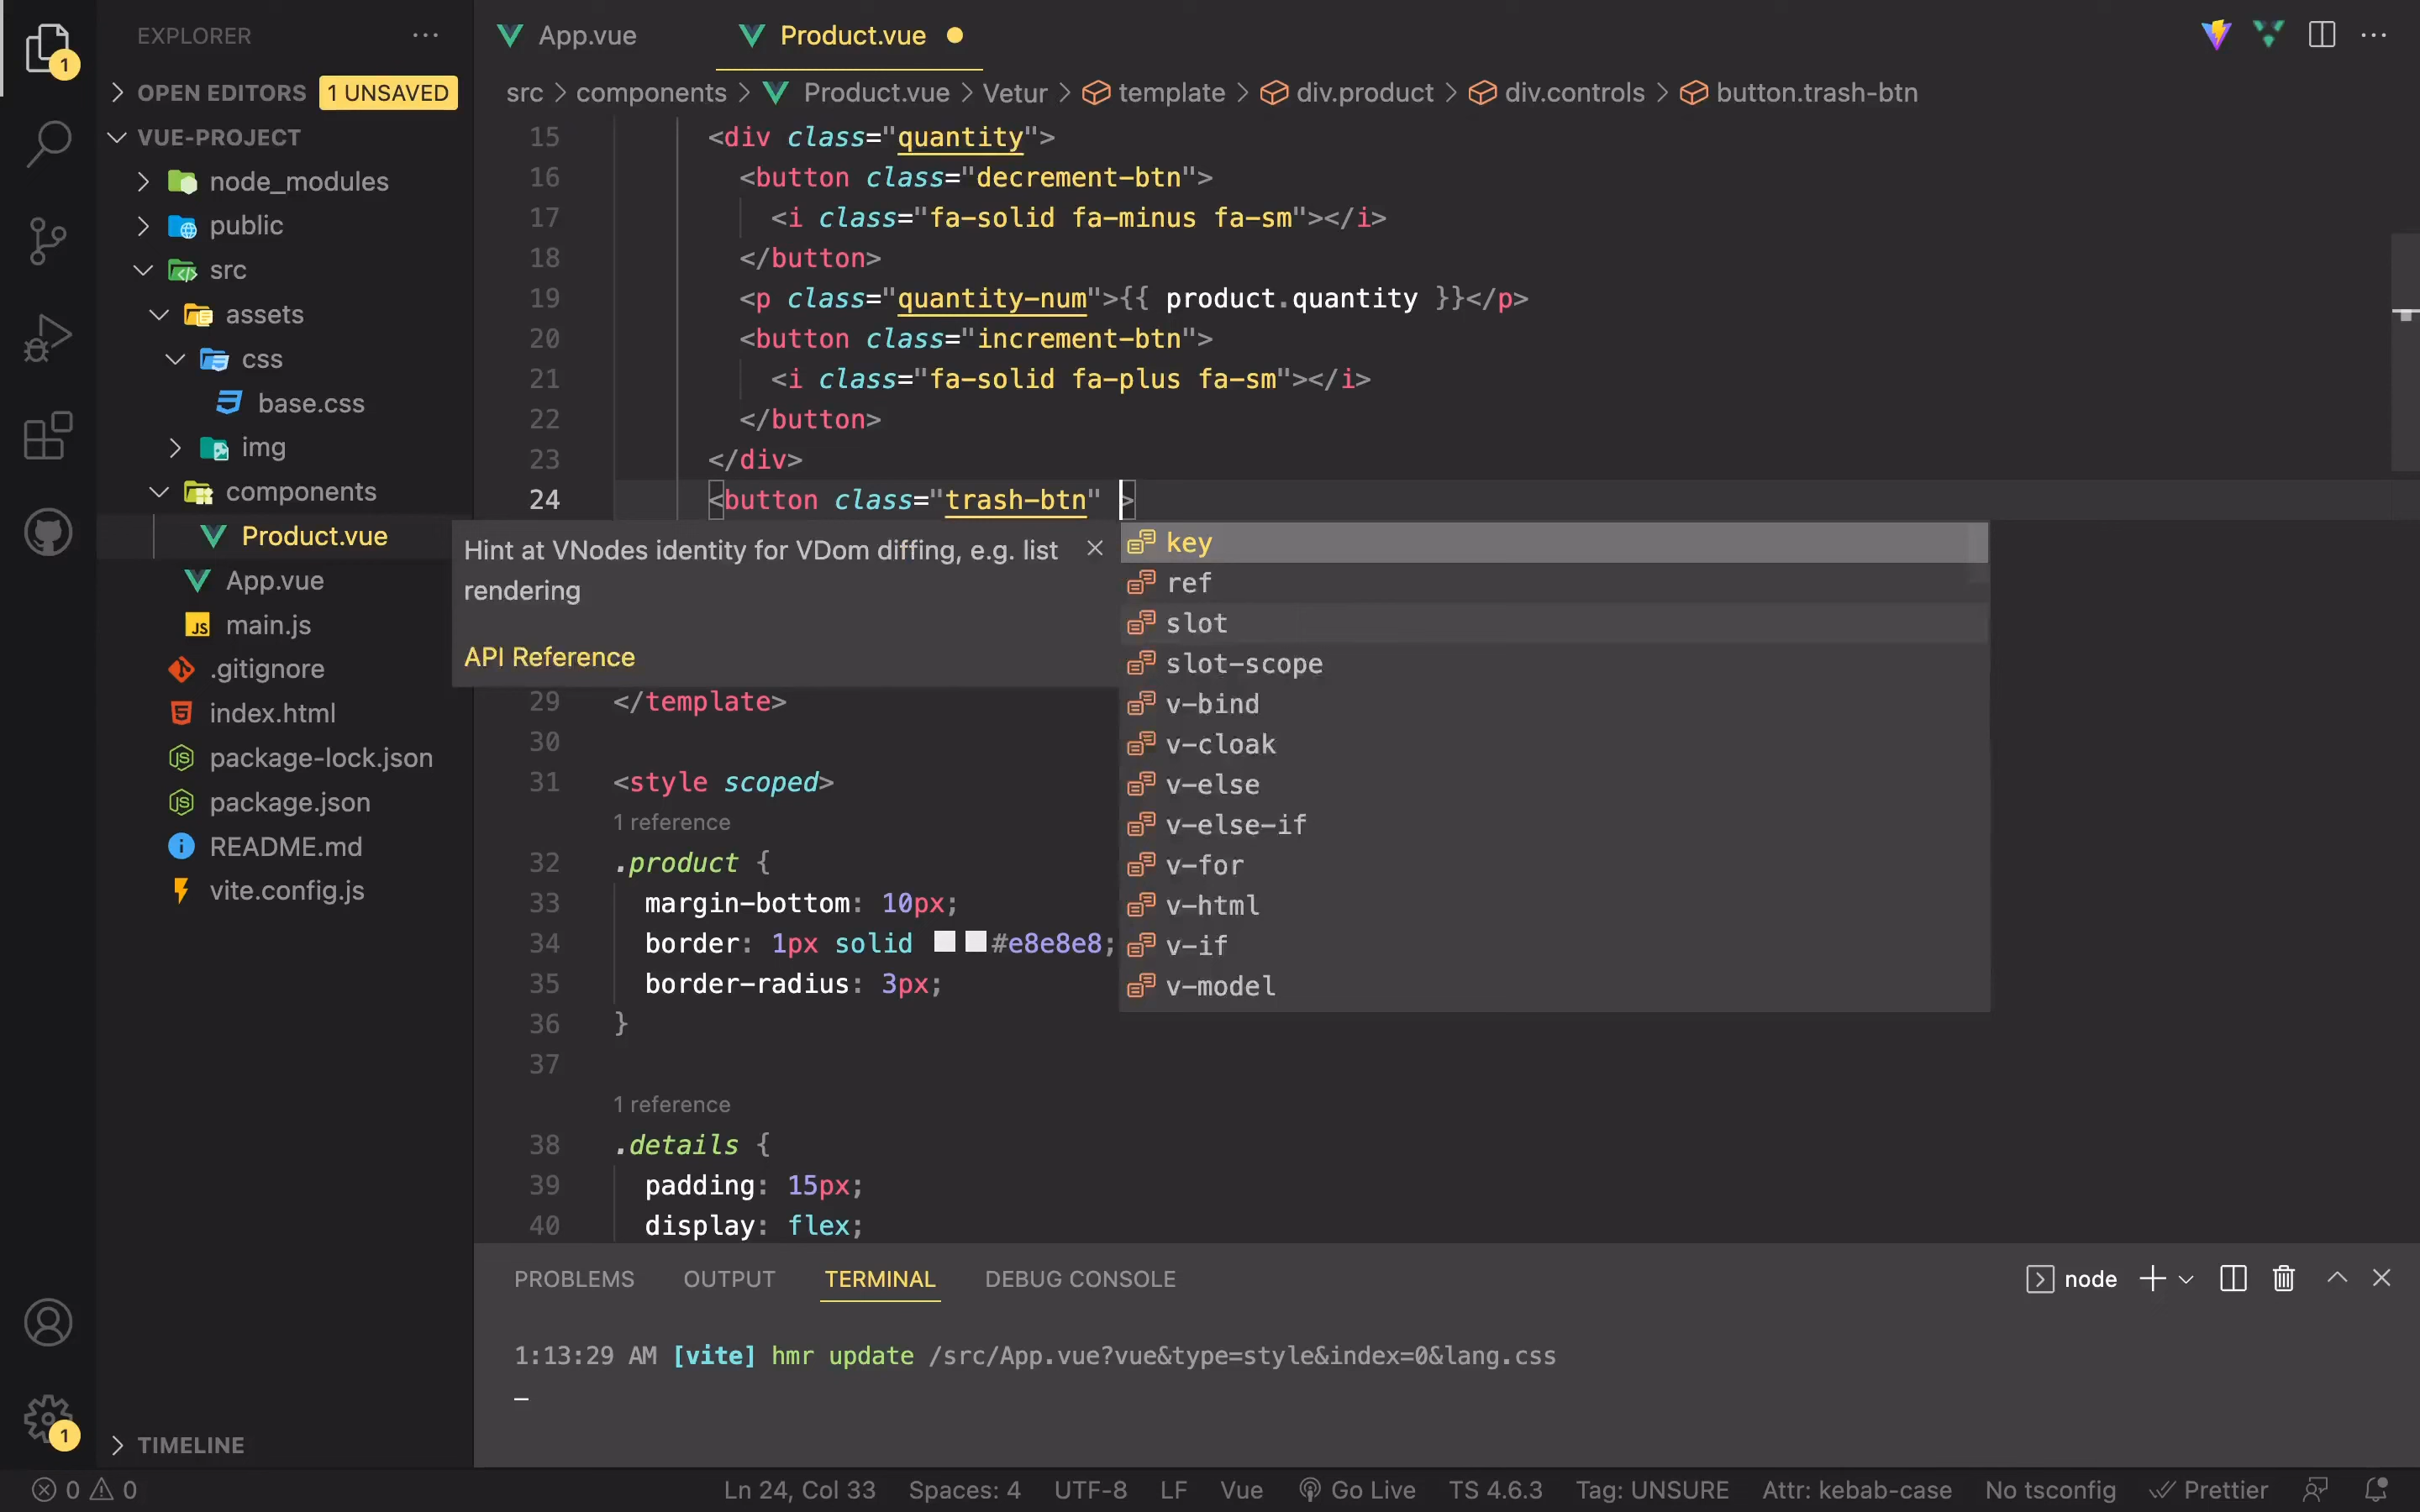 EXPLORER
1
OPEN EDITORS 1 UNSAVED
VUE-PROJECT
node_modules
public
src
assets
css
base.css
img
components
Product.vue
App.vue
JS main.js
.gitignore
index.html
package-lock.json
package.json
README.md
vite.config.js
TIMELINE
1
App.vue
Product.vue
src > components > Product.vue > Vetur > template > div.product > div.controls > button.trash-btn
15 <div class="quantity">
16 <button class="decrement-btn">
17 <i class="fa-solid fa-minus fa-sm"></i>
18 </button>
19 <p class="quantity-num">{{ product.quantity }}</p>
20 <button class="increment-btn">
21 <i class="fa-solid fa-plus fa-sm"></i>
22 </button>
23 </div>
24 <button class="trash-btn" >
Hint at VNodes identity for VDom diffing, e.g. list
rendering
API Reference
key
ref
slot
slot-scope
v-bind
v-cloak
v-else
v-else-if
v-for
v-html
v-if
v-model
29 </template>
30
31 <style scoped>
1 reference
32 .product {
33 margin-bottom: 10px;
34 border: 1px solid #e8e8e8;
35 border-radius: 3px;
36 }
37
1 reference
38 .details {
39 padding: 15px;
40 display: flex;
PROBLEMS OUTPUT TERMINAL DEBUG CONSOLE node
1:13:29 AM [vite] hmr update /src/App.vue?vue&type=style&index=0&lang.css
0 0 Ln 24, Col 33 Spaces: 4 UTF-8 LF Vue Go Live TS 4.6.3 Tag: UNSURE Attr: kebab-case No tsconfig Prettier